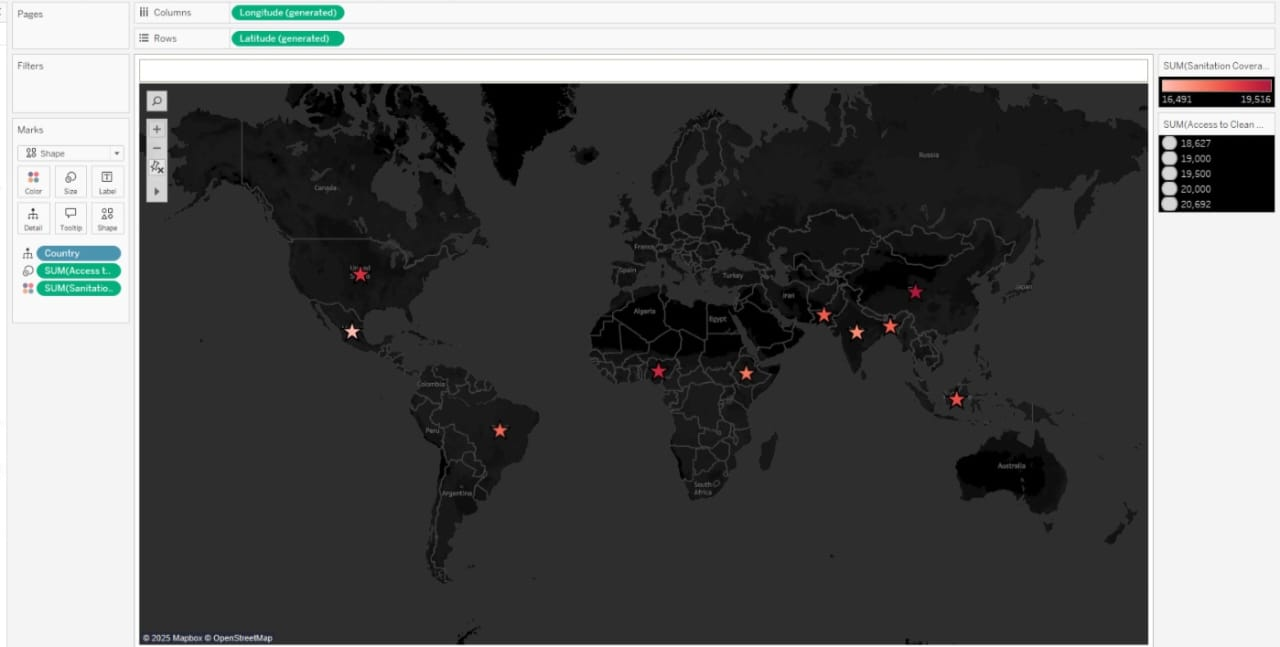 Pages
Columns
Longitude (generated)
Rows
Latitude (generated)
Filters
Marks
Shape
Color
Size
Label
Detail
Tooltip
Shape
Country
SUM(Access t..
SUM(Sanitatio..
Canada
Russia
France
Spain
Turkey
Iran
Japan
Algeria
Egypt
Colombia
Peru
Argentina
South
Africa
Australia
© 2025 Mapbox © OpenStreetMap
SUM(Sanitation Covera...
16,491 19,516
SUM(Access to Clean ...
18,627
19,000
19,500
20,000
20,692